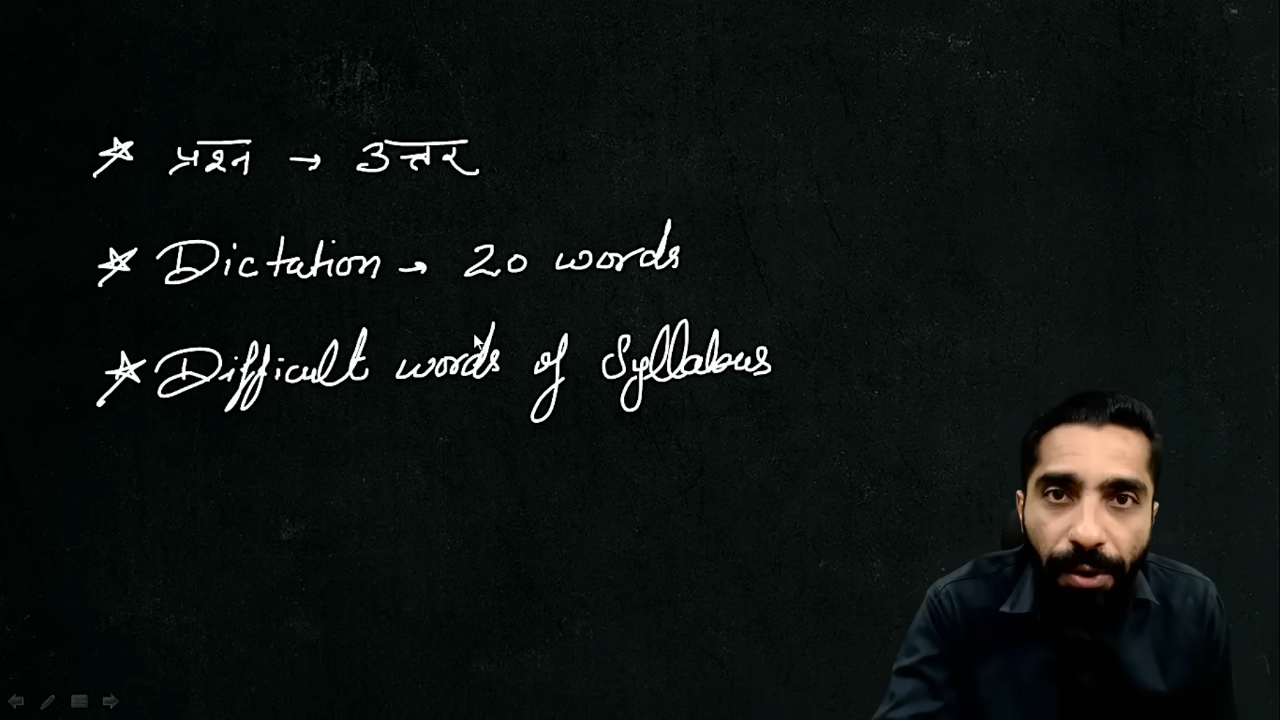 * प्रश्न → उत्तर
* Dictation → 20 words
* Difficult words of Syllabus